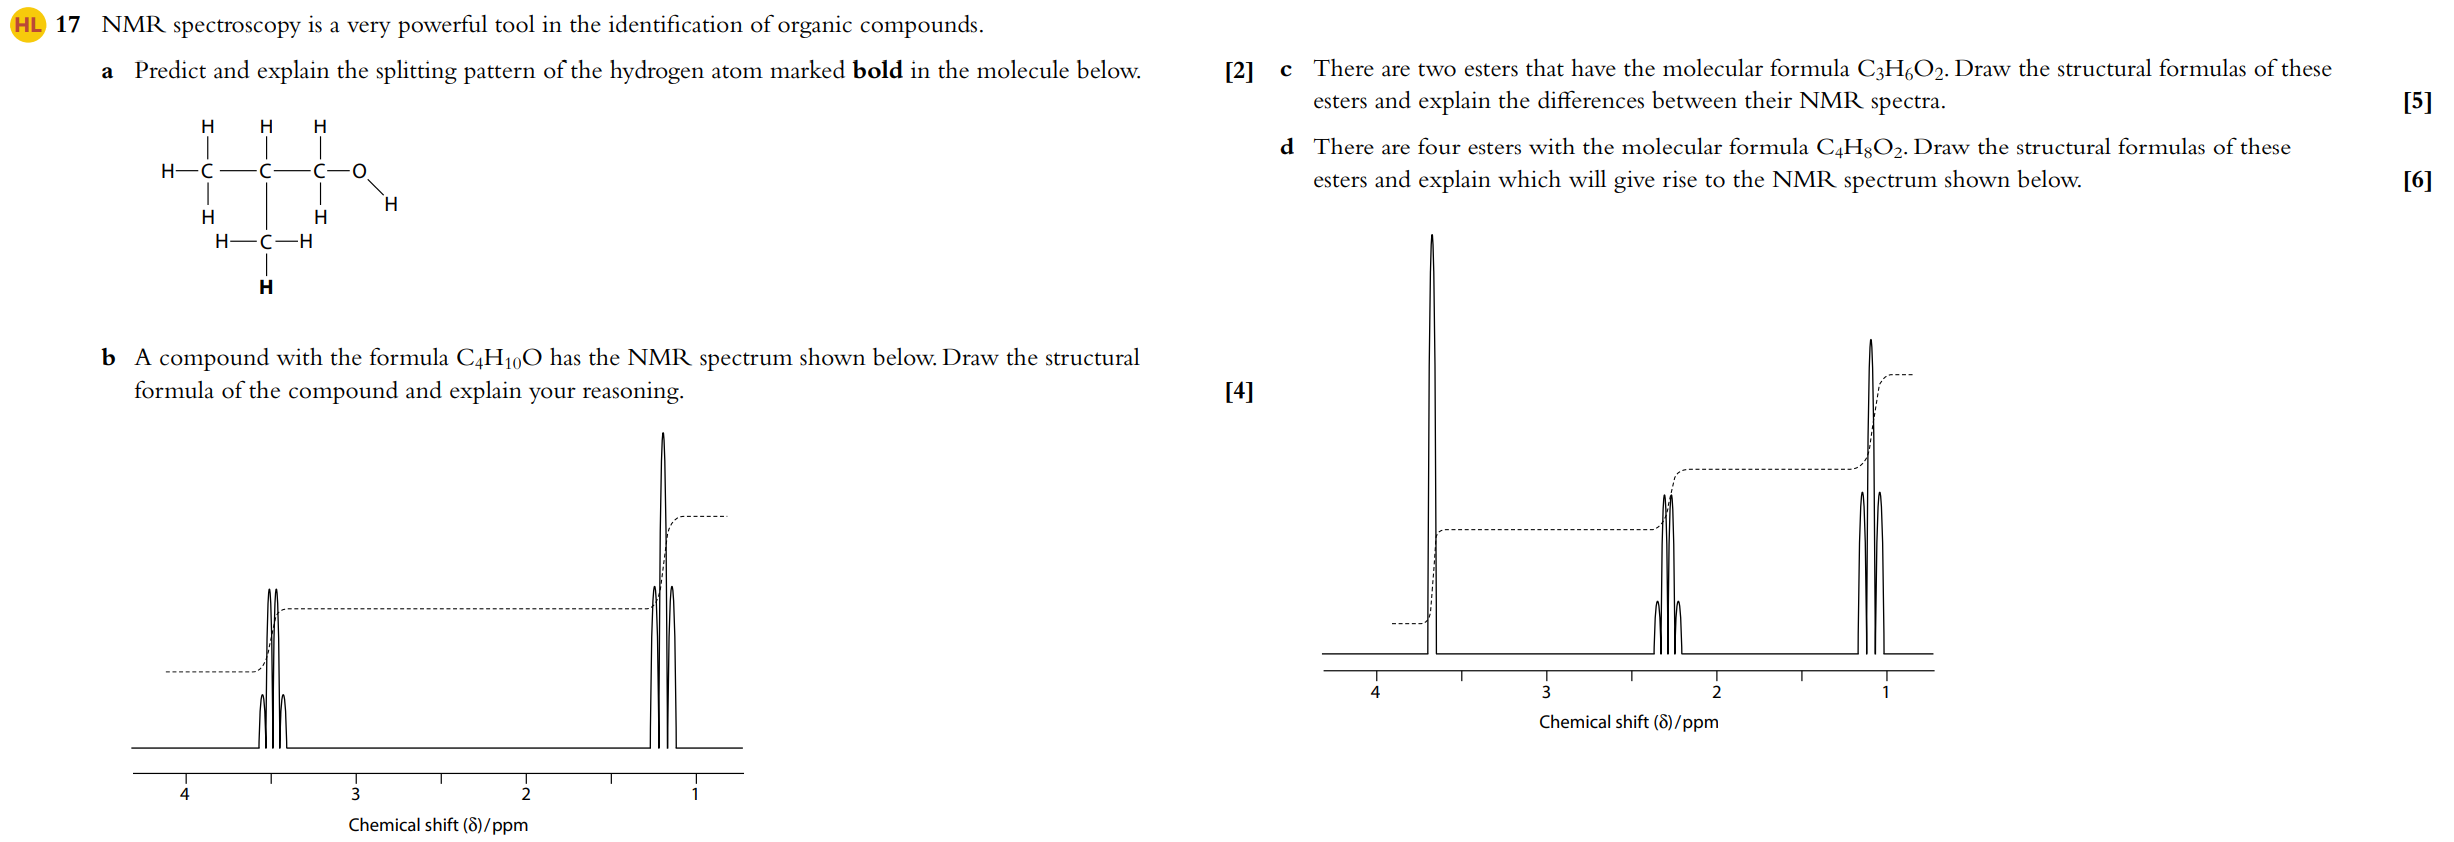 HL 17 NMR spectroscopy is a very powerful tool in the identification of organic compounds.
a Predict and explain the splitting pattern of the hydrogen atom marked bold in the molecule below. [2]
H H H
H C C C O
H
H H
H C H
H
b A compound with the formula C₄H₁₀O has the NMR spectrum shown below. Draw the structural
formula of the compound and explain your reasoning. [4]
4 3 2 1
Chemical shift (δ)/ppm
c There are two esters that have the molecular formula C₃H₆O₂. Draw the structural formulas of these
esters and explain the differences between their NMR spectra. [5]
d There are four esters with the molecular formula C₄H₈O₂. Draw the structural formulas of these
esters and explain which will give rise to the NMR spectrum shown below. [6]
4 3 2 1
Chemical shift (δ)/ppm